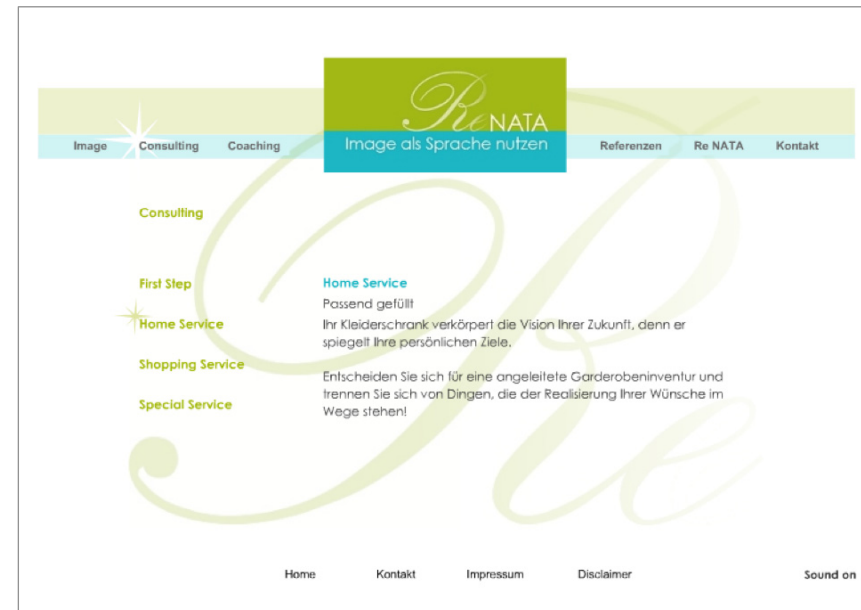 ReNATA
Image als Sprache nutzen
Image Consulting Coaching Referenzen Re NATA Kontakt
Consulting
First Step
Home Service
Shopping Service
Special Service
Home Service
Passend gefüllt
Ihr Kleiderschrank verkörpert die Vision Ihrer Zukunft, denn er
spiegelt Ihre persönlichen Ziele.
Entscheiden Sie sich für eine angeleitete Garderobeninventur und
trennen Sie sich von Dingen, die der Realisierung Ihrer Wünsche im
Wege stehen!
Re
Home Kontakt Impressum Disclaimer Sound on